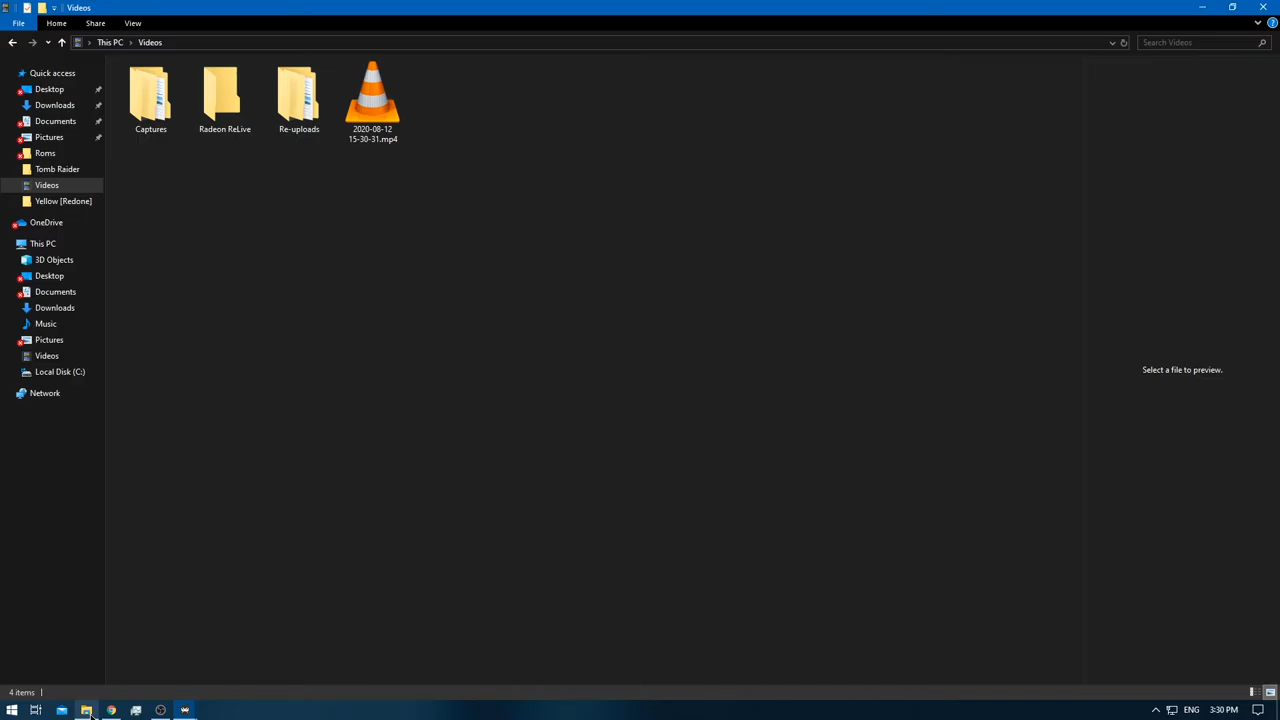 Videos
File Home Share View
This PC Videos Search Videos
Quick access
Desktop
Downloads
Documents
Pictures
Roms
Tomb Raider
Videos
Yellow [Redone]
OneDrive
This PC
3D Objects
Desktop
Documents
Downloads
Music
Pictures
Videos
Local Disk (C:)
Network
Captures
Radeon ReLive
Re-uploads
2020-08-12
15-30-31.mp4
Select a file to preview.
4 items
ENG 3:30 PM